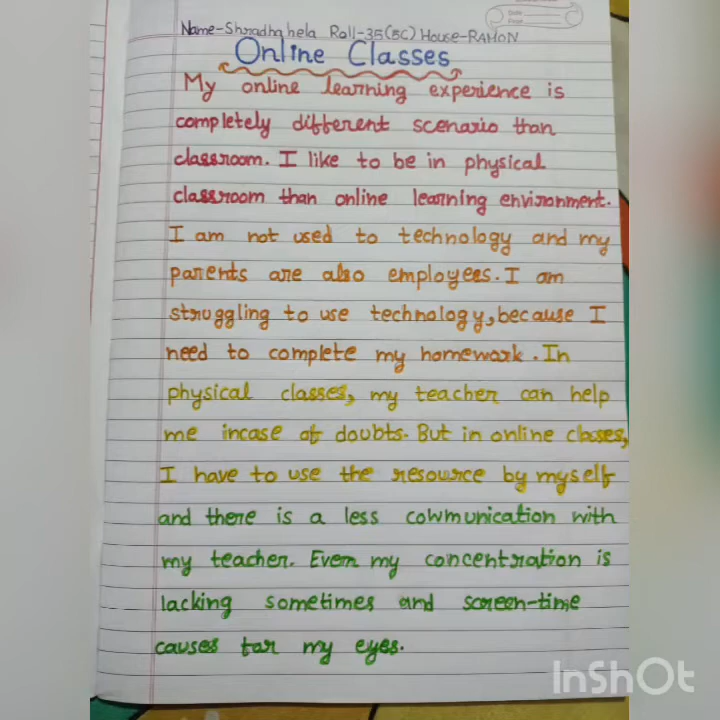 Name-Shradha hela Roll-35(5C) House-RAMON
Online Classes
My online learning experience is
completely different scenario than
classroom. I like to be in physical
classroom than online learning environment.
I am not used to technology and my
parents are also employees. I am
struggling to use technology, because I
need to complete my homework. In
physical classes, my teacher can help
me incase of doubts. But in online classes,
I have to use the resource by myself
and there is a less cowmunication with
my teacher. Even my concentration is
lacking sometimes and screen-time
causes tar my eyes.
InShOt